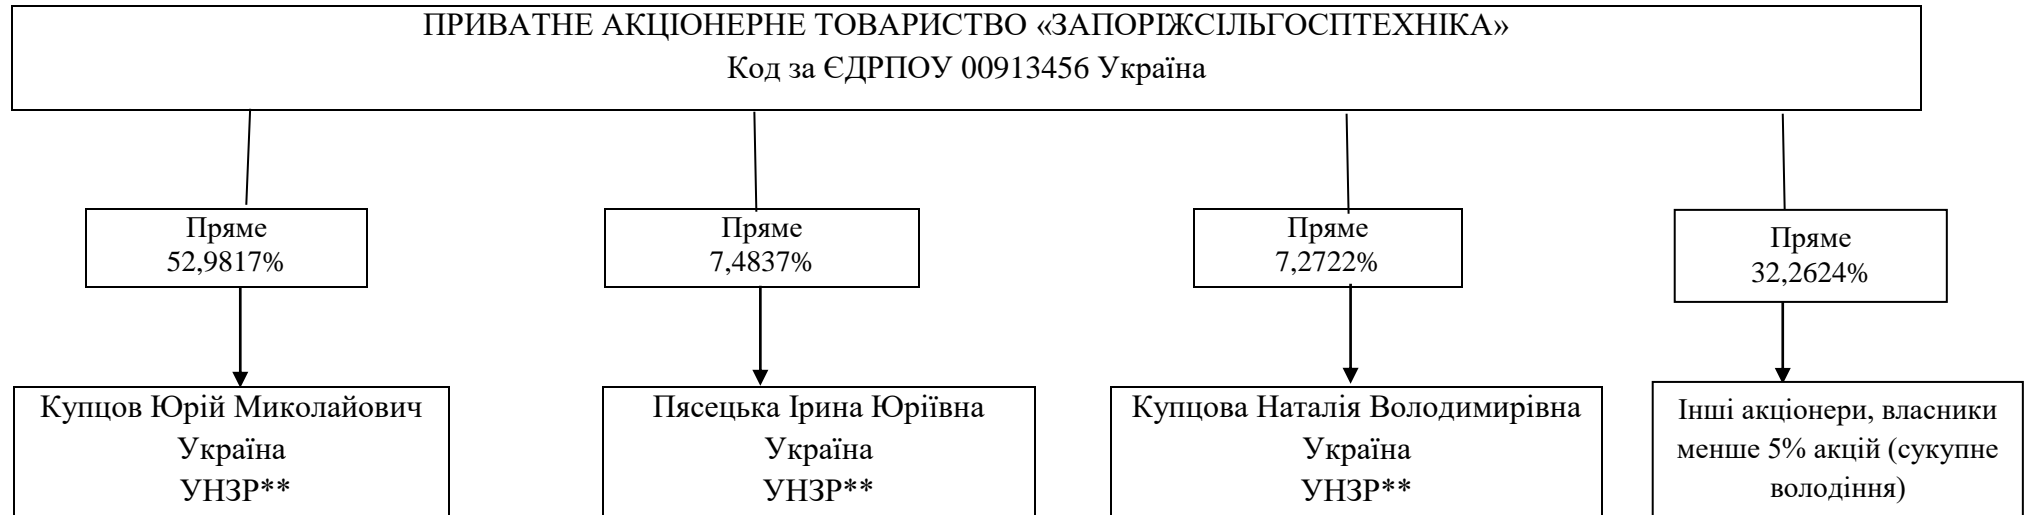 ПРИВАТНЕ АКЦІОНЕРНЕ ТОВАРИСТВО «ЗАПОРІЖСІЛЬГОСПТЕХНІКА»
Код за ЄДРПОУ 00913456 Україна
Пряме
52,9817%
Пряме
7,4837%
Пряме
7,2722%
Пряме
32,2624%
Купцов Юрій Миколайович
Україна
УНЗР**
Пясецька Ірина Юріївна
Україна
УНЗР**
Купцова Наталія Володимирівна
Україна
УНЗР**
Інші акціонери, власники
менше 5% акцій (сукупне
володіння)